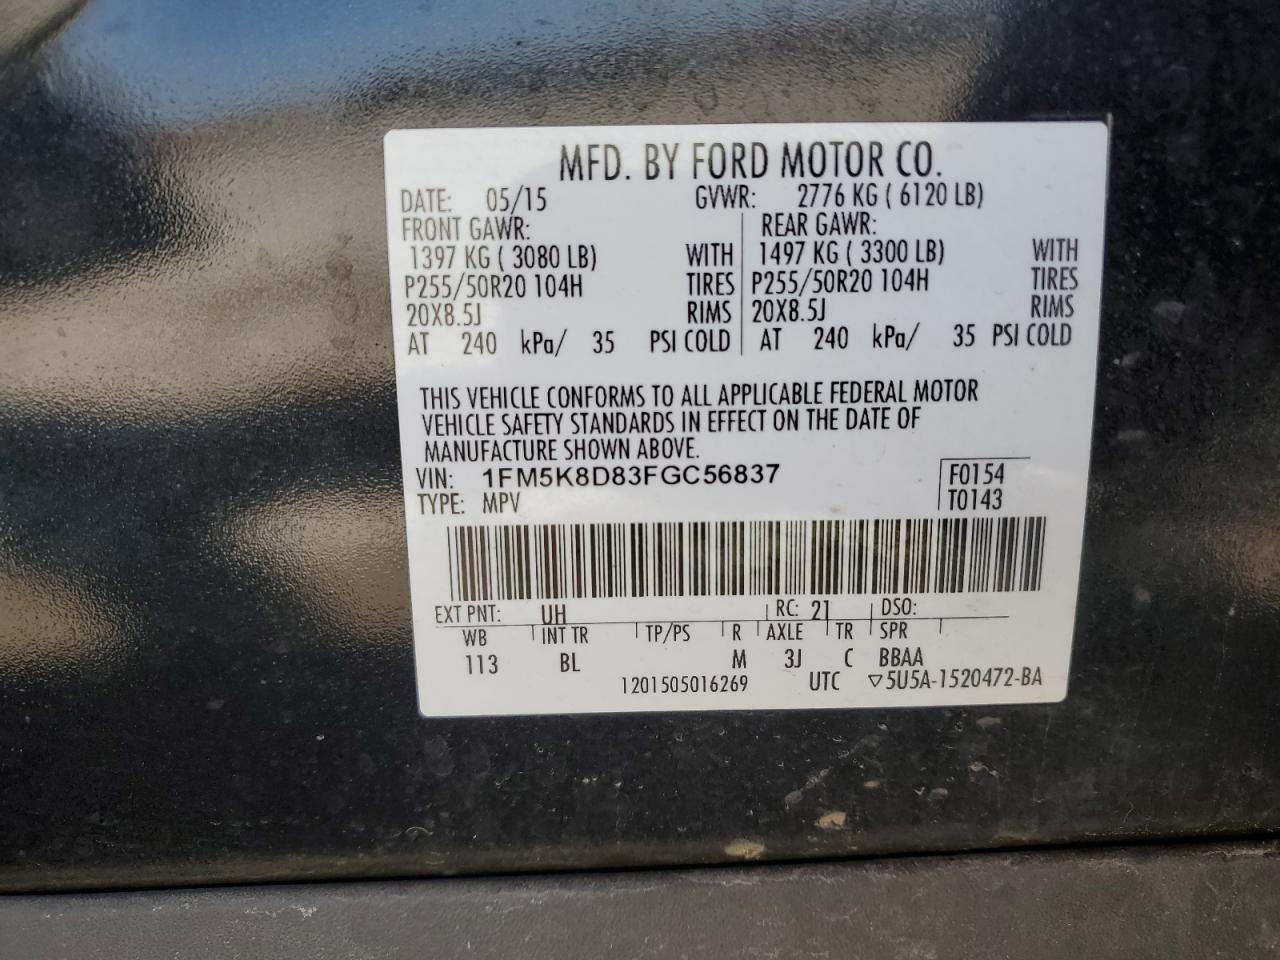 MFD. BY FORD MOTOR CO.
DATE: 05/15 GVWR: 2776 KG ( 6120 LB)
FRONT GAWR: REAR GAWR:
1397 KG ( 3080 LB) WITH 1497 KG ( 3300 LB) WITH
P255/50R20 104H TIRES P255/50R20 104H TIRES
20X8.5J RIMS 20X8.5J RIMS
AT 240 kPa/ 35 PSI COLD AT 240 kPa/ 35 PSI COLD
THIS VEHICLE CONFORMS TO ALL APPLICABLE FEDERAL MOTOR
VEHICLE SAFETY STANDARDS IN EFFECT ON THE DATE OF
MANUFACTURE SHOWN ABOVE.
VIN: 1FM5K8D83FGC56837 F0154
TYPE: MPV T0143
EXT PNT: UH RC: 21 DSO:
WB INT TR TP/PS R AXLE TR SPR
113 BL M 3J C BBAA
1201505016269 UTC ▽5U5A-1520472-BA